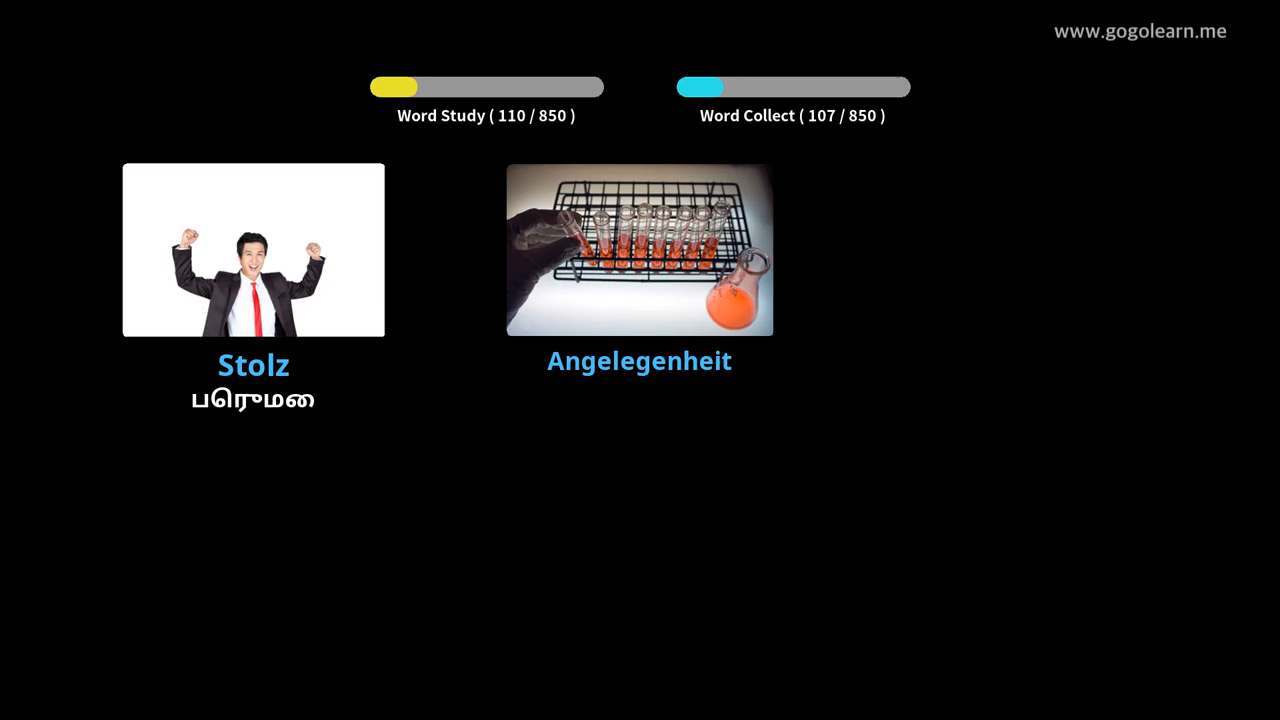 www.gogolearn.me
Word Study ( 110 / 850 )
Word Collect ( 107 / 850 )
Stolz
பெருமை
Angelegenheit